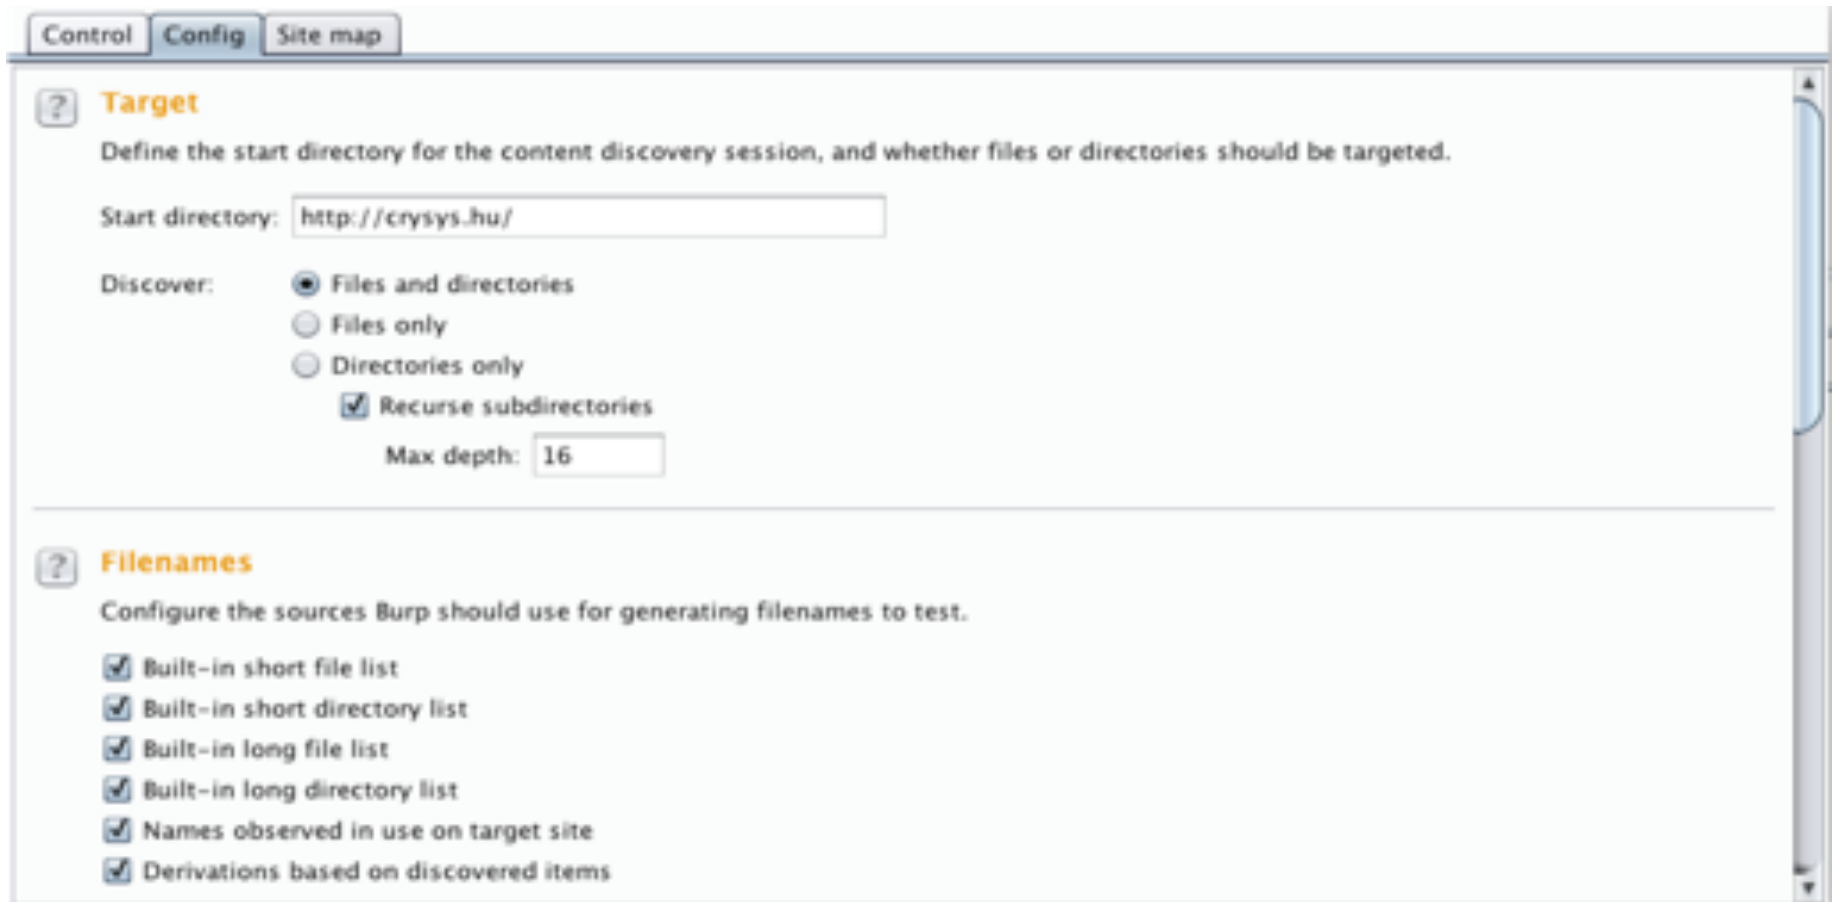 Control Config Site map
? Target
Define the start directory for the content discovery session, and whether files or directories should be targeted.
Start directory: http://crysys.hu/
Discover: Files and directories
Files only
Directories only
Recurse subdirectories
Max depth: 16
? Filenames
Configure the sources Burp should use for generating filenames to test.
Built-in short file list
Built-in short directory list
Built-in long file list
Built-in long directory list
Names observed in use on target site
Derivations based on discovered items